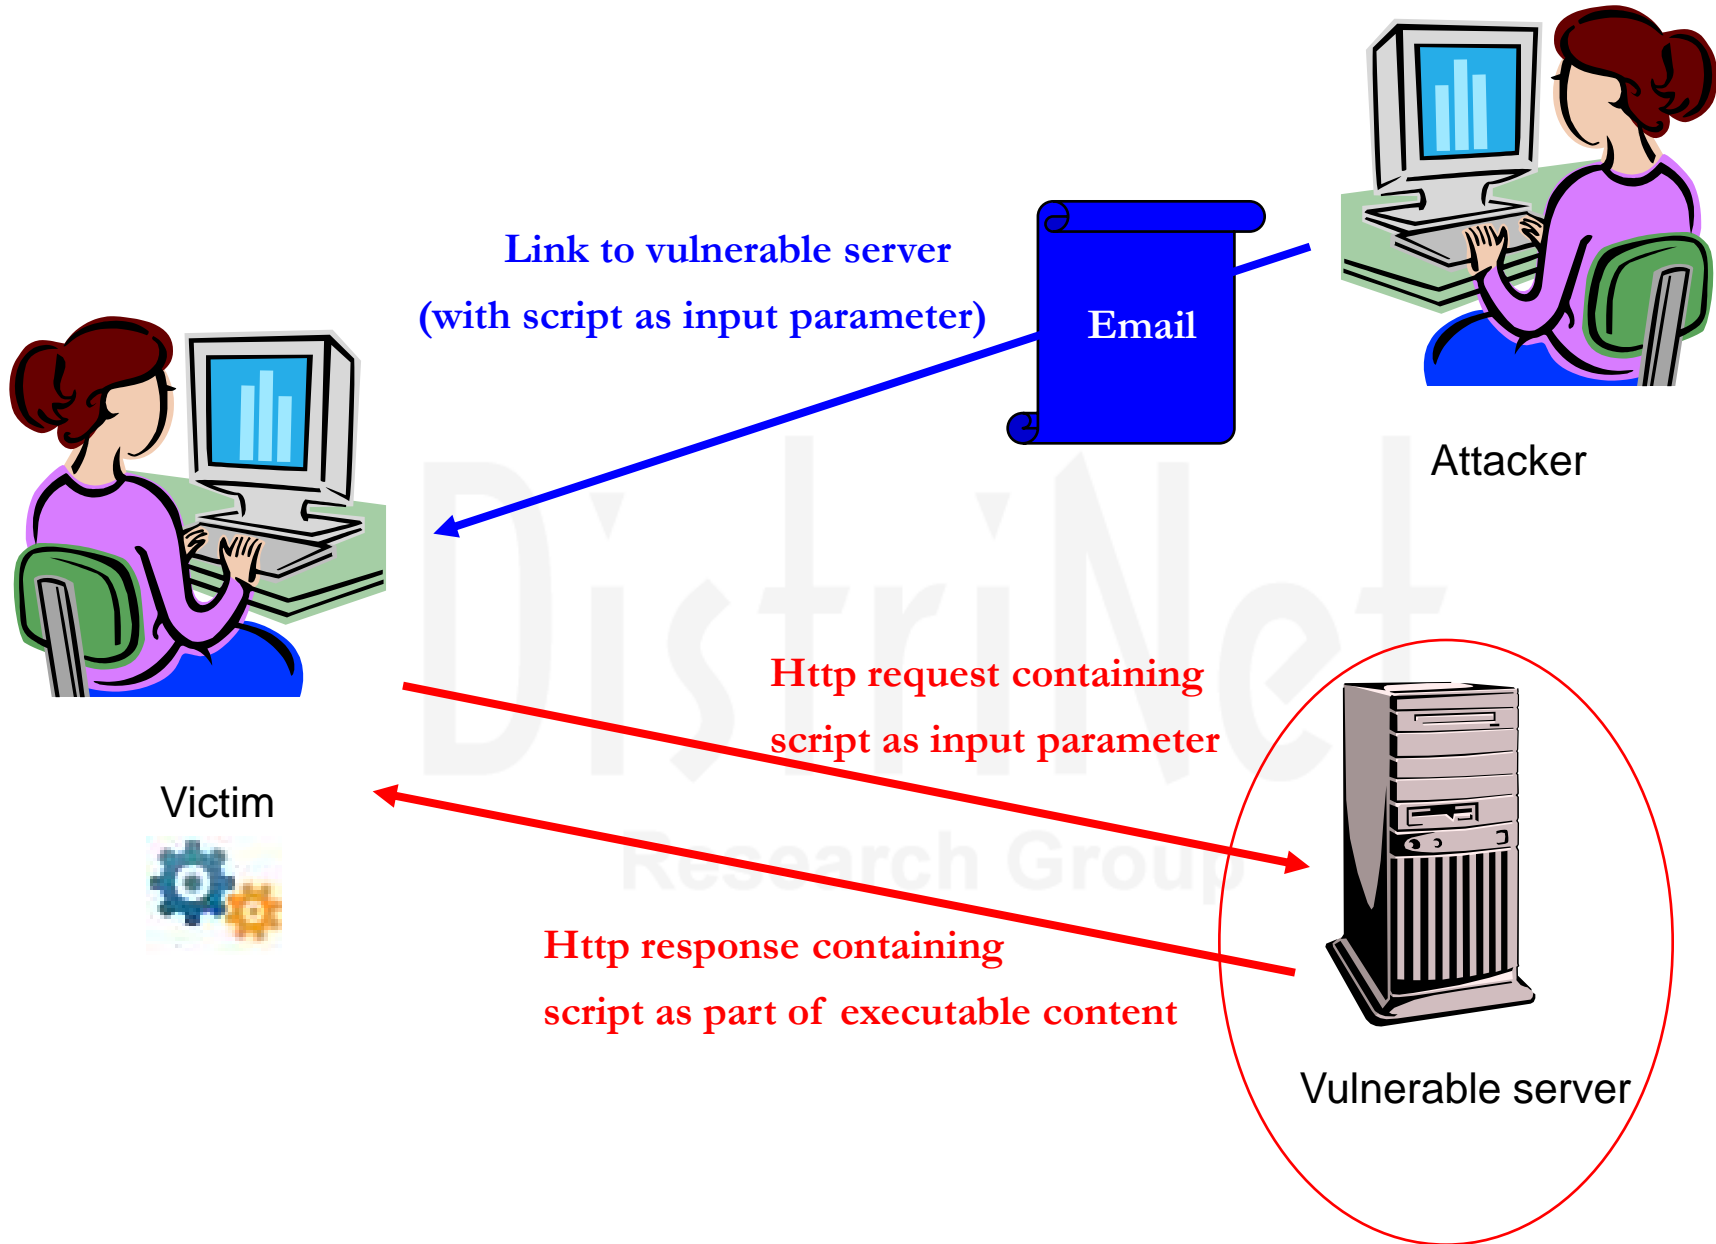 Link to vulnerable server
(with script as input parameter)
Email
Attacker
DistriNet
Research Group
Http request containing
script as input parameter
Victim
Http response containing
script as part of executable content
Vulnerable server